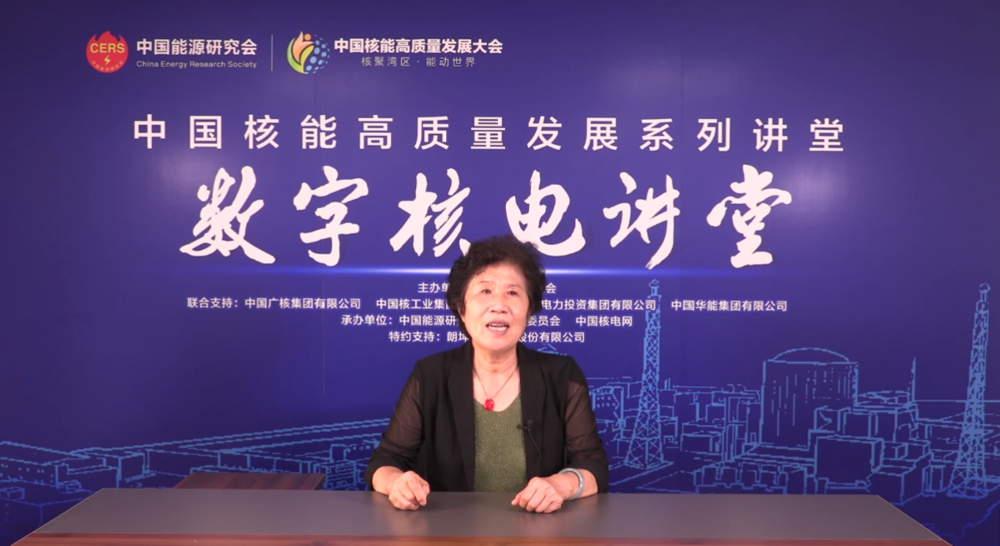 CERS 中国能源研究会 中国核能高质量发展大会
China Energy Research Society 核聚湾区·能动世界
中国核能高质量发展系列讲堂
数字核电讲堂
主办单 会
联合支持：中国广核集团有限公司 中国核工业集 电力投资集团有限公司 中国华能集团有限公司
承办单位：中国能源研 委员会 中国核电网
特约支持：朗坤 股份有限公司